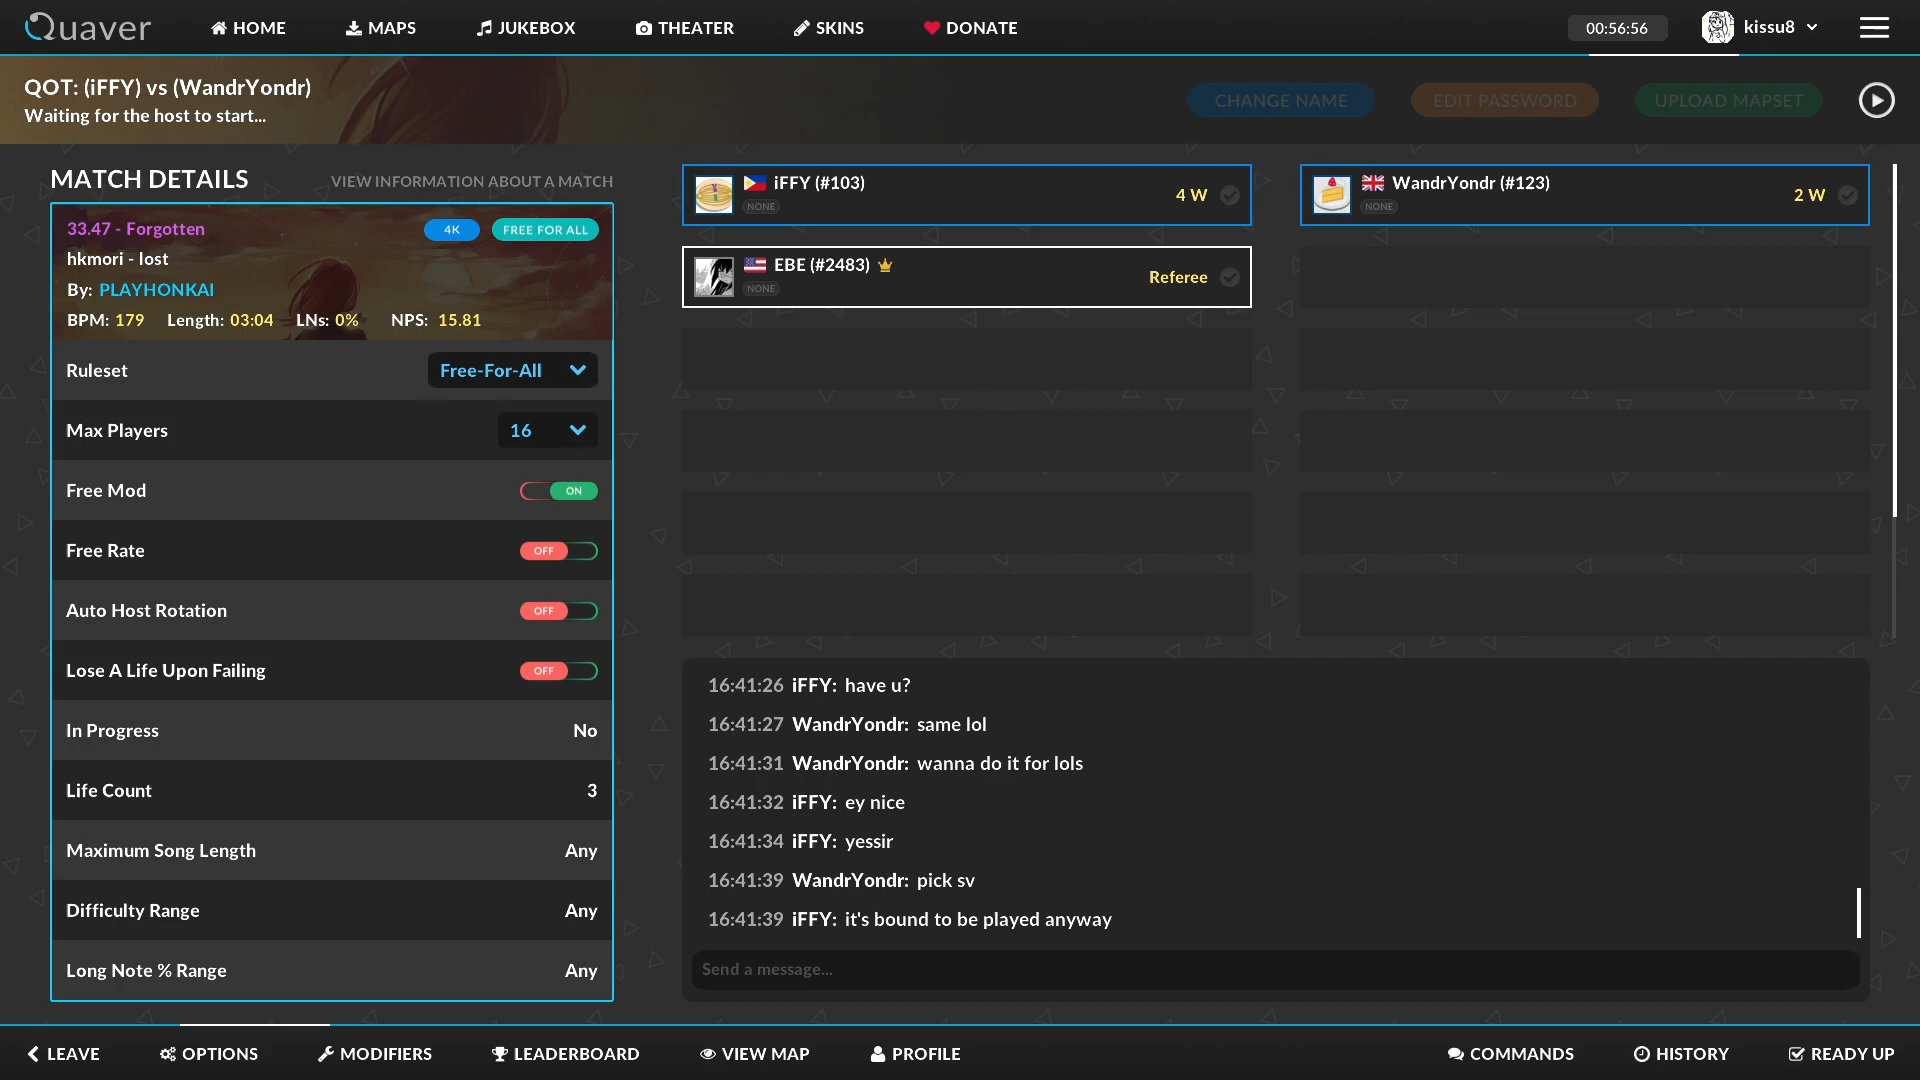 Quaver
HOME
MAPS
JUKEBOX
THEATER
SKINS
DONATE
00:56:56
kissu8
QOT: (iFFY) vs (WandrYondr)
Waiting for the host to start...
CHANGE NAME
EDIT PASSWORD
UPLOAD MAPSET
MATCH DETAILS
VIEW INFORMATION ABOUT A MATCH
33.47 - Forgotten
4K
FREE FOR ALL
hkmori - lost
By: PLAYHONKAI
BPM: 179 Length: 03:04 LNs: 0% NPS: 15.81
Ruleset Free-For-All
Max Players 16
Free Mod ON
Free Rate OFF
Auto Host Rotation OFF
Lose A Life Upon Failing OFF
In Progress No
Life Count 3
Maximum Song Length Any
Difficulty Range Any
Long Note % Range Any
iFFY (#103)
NONE
4 W
WandrYondr (#123)
NONE
2 W
EBE (#2483)
NONE
Referee
16:41:26 iFFY: have u?
16:41:27 WandrYondr: same lol
16:41:31 WandrYondr: wanna do it for lols
16:41:32 iFFY: ey nice
16:41:34 iFFY: yessir
16:41:39 WandrYondr: pick sv
16:41:39 iFFY: it's bound to be played anyway
Send a message...
LEAVE
OPTIONS
MODIFIERS
LEADERBOARD
VIEW MAP
PROFILE
COMMANDS
HISTORY
READY UP